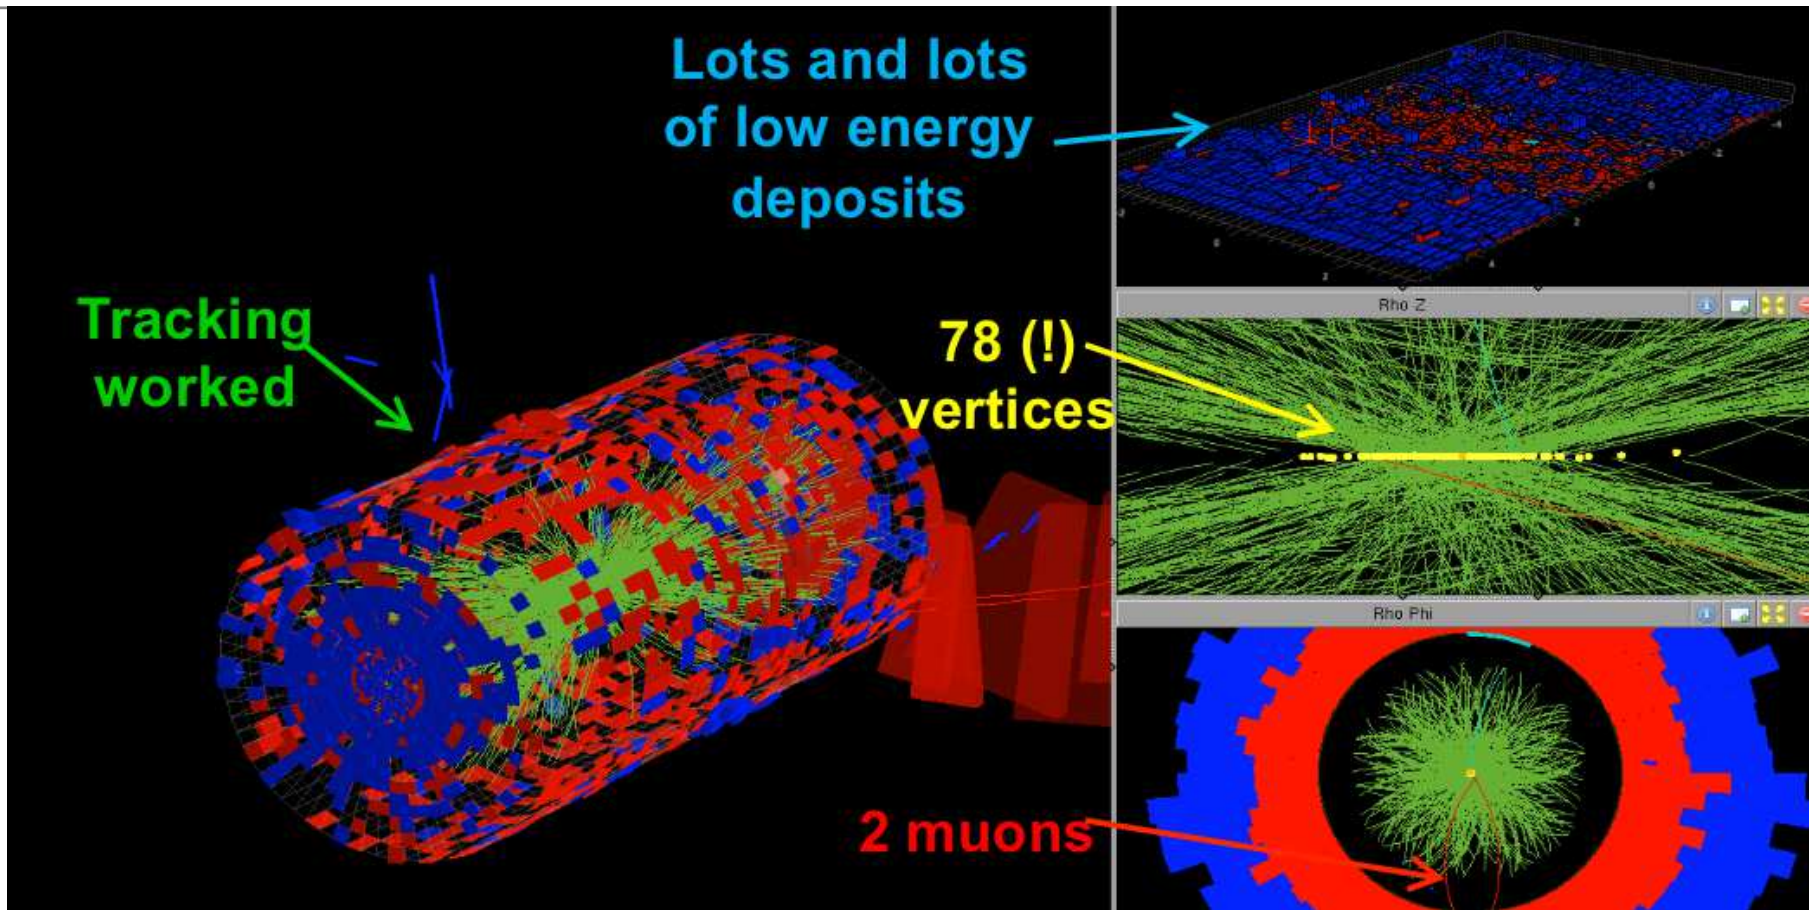 Lots and lots
of low energy
deposits
Tracking
worked
78 (!)
vertices
2 muons
Rho Z
Rho Phi